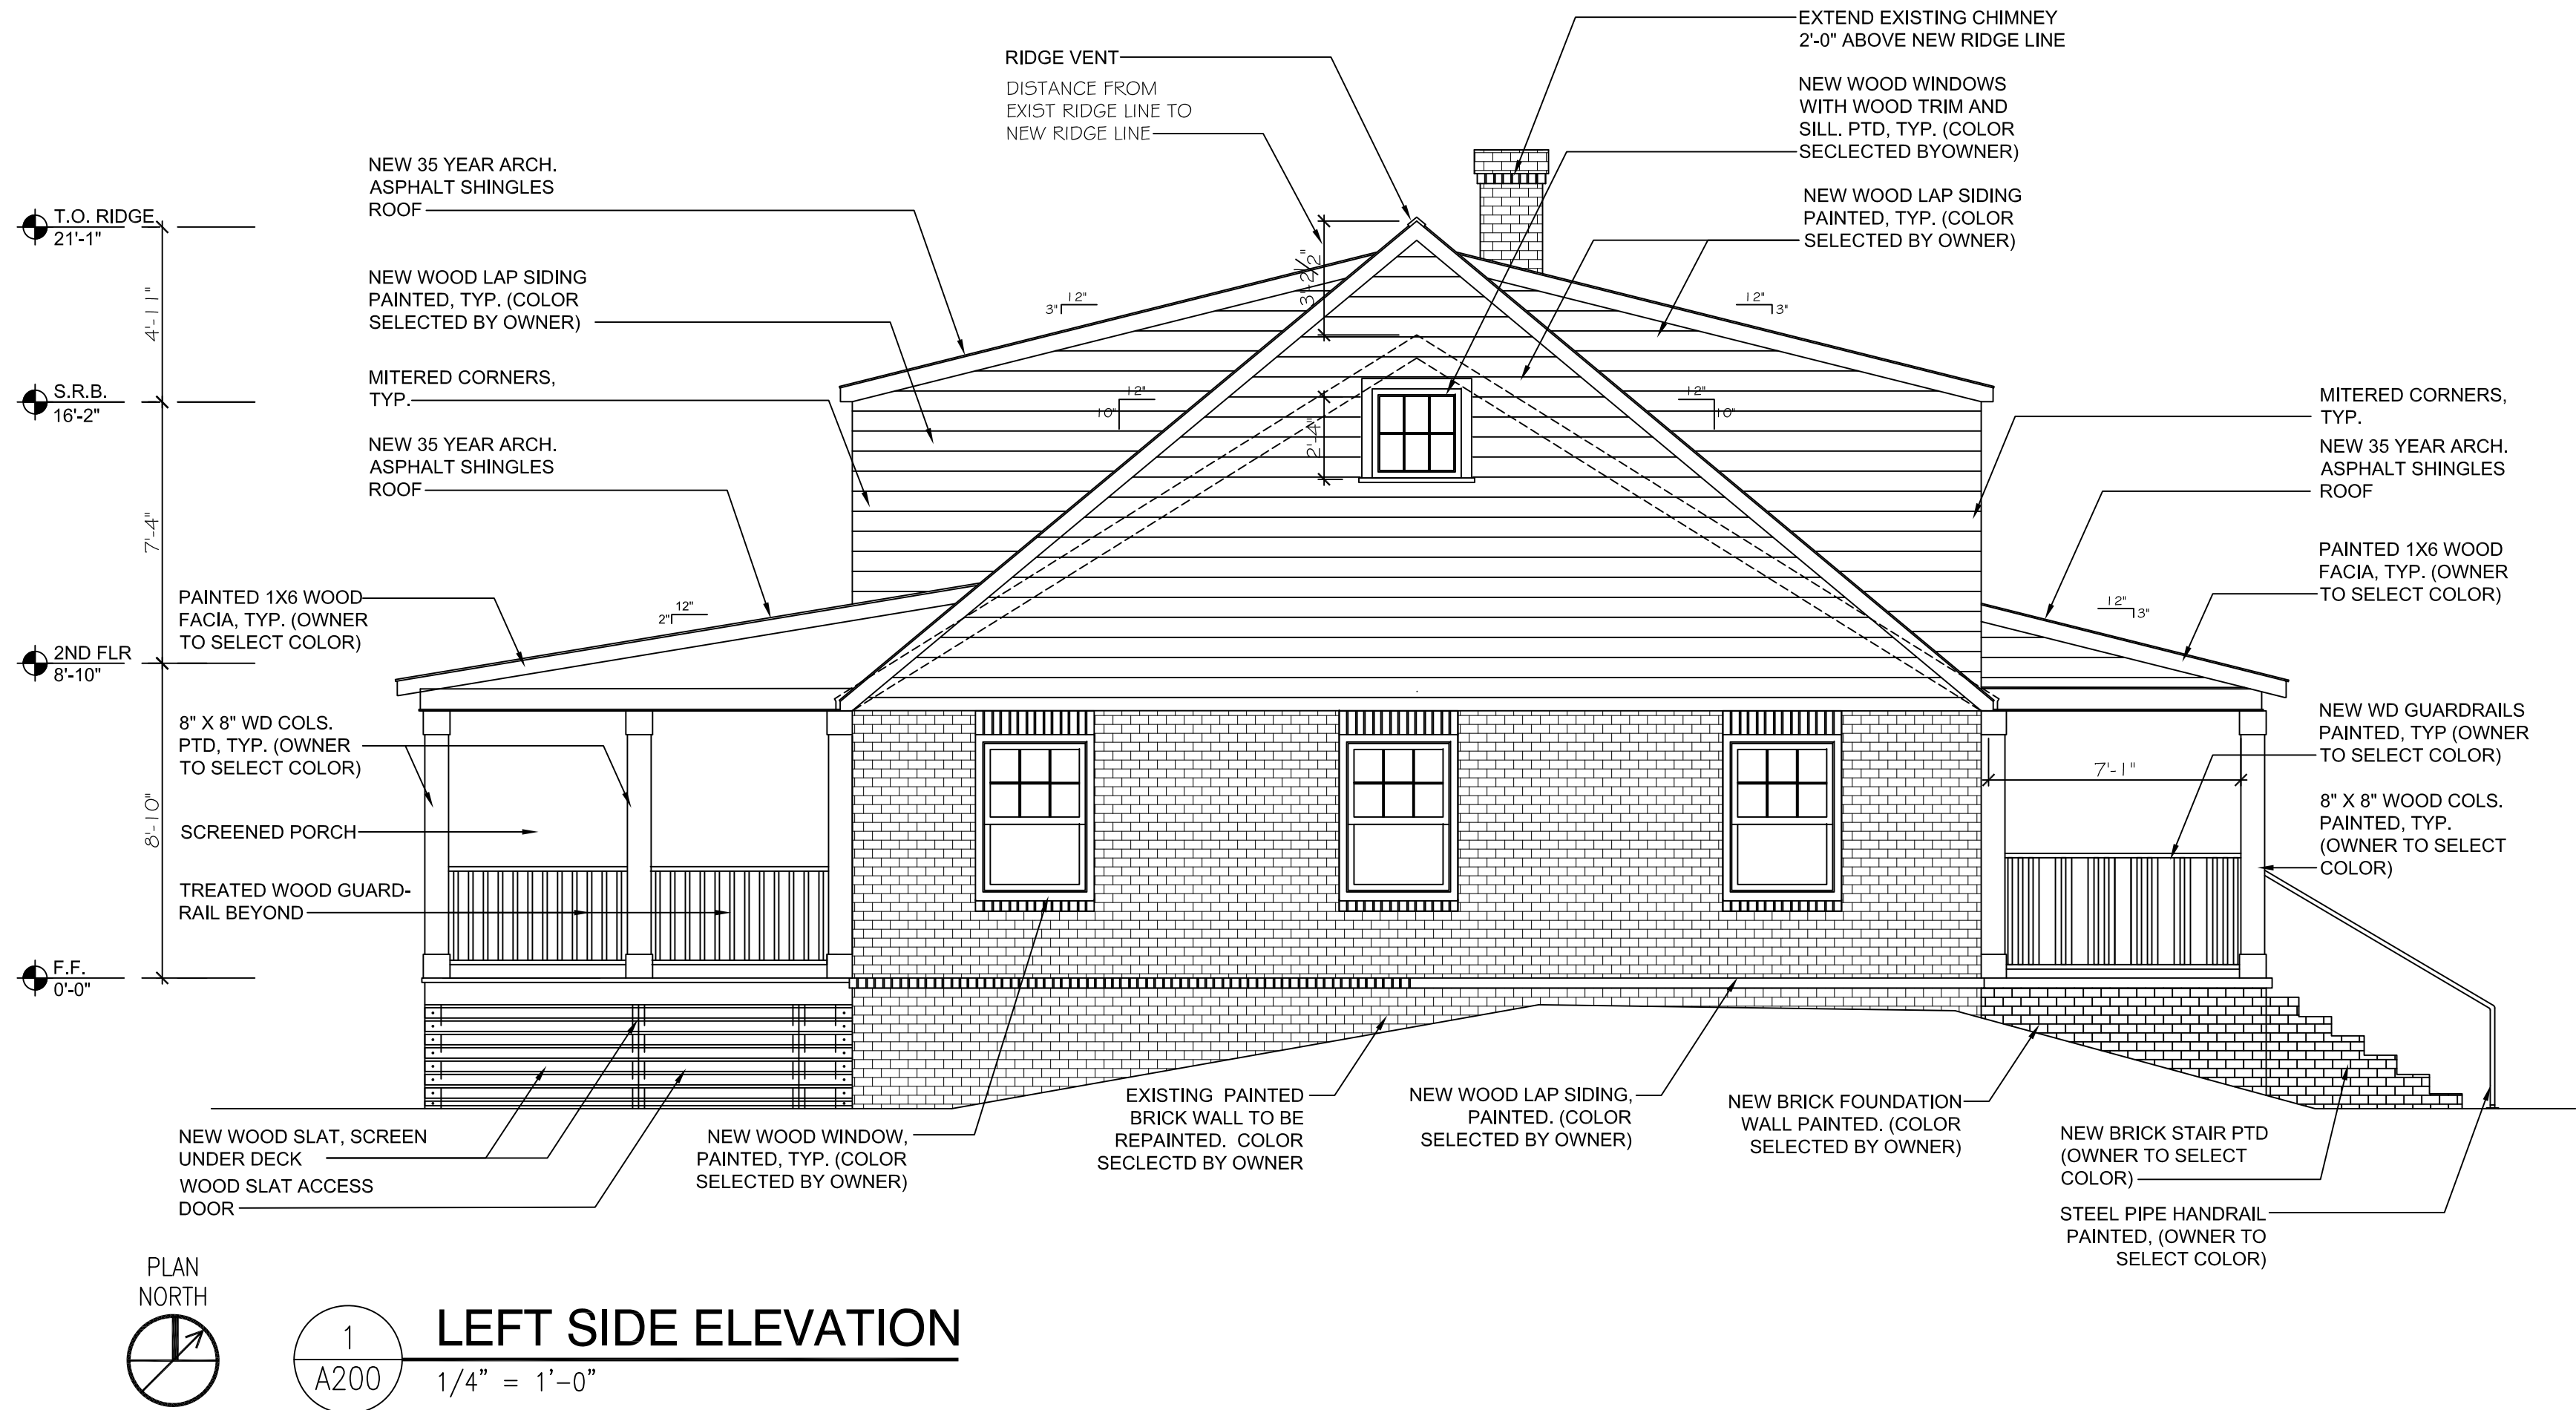 EXTEND EXISTING CHIMNEY
2'-0" ABOVE NEW RIDGE LINE
RIDGE VENT
DISTANCE FROM
EXIST RIDGE LINE TO
NEW RIDGE LINE
NEW WOOD WINDOWS
WITH WOOD TRIM AND
SILL. PTD, TYP. (COLOR
SECLECTED BYOWNER)
NEW WOOD LAP SIDING
PAINTED, TYP. (COLOR
SELECTED BY OWNER)
NEW 35 YEAR ARCH.
ASPHALT SHINGLES
ROOF
NEW WOOD LAP SIDING
PAINTED, TYP. (COLOR
SELECTED BY OWNER)
MITERED CORNERS,
TYP.
NEW 35 YEAR ARCH.
ASPHALT SHINGLES
ROOF
T.O. RIDGE
21'-1"
4'-11"
S.R.B.
16'-2"
7'-4"
2ND FLR
8'-10"
8'-10"
F.F.
0'-0"
PAINTED 1X6 WOOD
FACIA, TYP. (OWNER
TO SELECT COLOR)
8" X 8" WD COLS.
PTD, TYP. (OWNER
TO SELECT COLOR)
SCREENED PORCH
TREATED WOOD GUARD-
RAIL BEYOND
12"
3"
12"
3"
3'-2½"
12"
10"
12"
10"
2'-4"
12"
2"
12"
3"
MITERED CORNERS,
TYP.
NEW 35 YEAR ARCH.
ASPHALT SHINGLES
ROOF
PAINTED 1X6 WOOD
FACIA, TYP. (OWNER
TO SELECT COLOR)
NEW WD GUARDRAILS
PAINTED, TYP (OWNER
TO SELECT COLOR)
7'-1"
8" X 8" WOOD COLS.
PAINTED, TYP.
(OWNER TO SELECT
COLOR)
NEW WOOD SLAT, SCREEN
UNDER DECK
WOOD SLAT ACCESS
DOOR
NEW WOOD WINDOW,
PAINTED, TYP. (COLOR
SELECTED BY OWNER)
EXISTING PAINTED
BRICK WALL TO BE
REPAINTED. COLOR
SECLECTD BY OWNER
NEW WOOD LAP SIDING,
PAINTED. (COLOR
SELECTED BY OWNER)
NEW BRICK FOUNDATION
WALL PAINTED. (COLOR
SELECTED BY OWNER)
NEW BRICK STAIR PTD
(OWNER TO SELECT
COLOR)
STEEL PIPE HANDRAIL
PAINTED, (OWNER TO
SELECT COLOR)
PLAN
NORTH
1
A200
LEFT SIDE ELEVATION
1/4” = 1’-0”